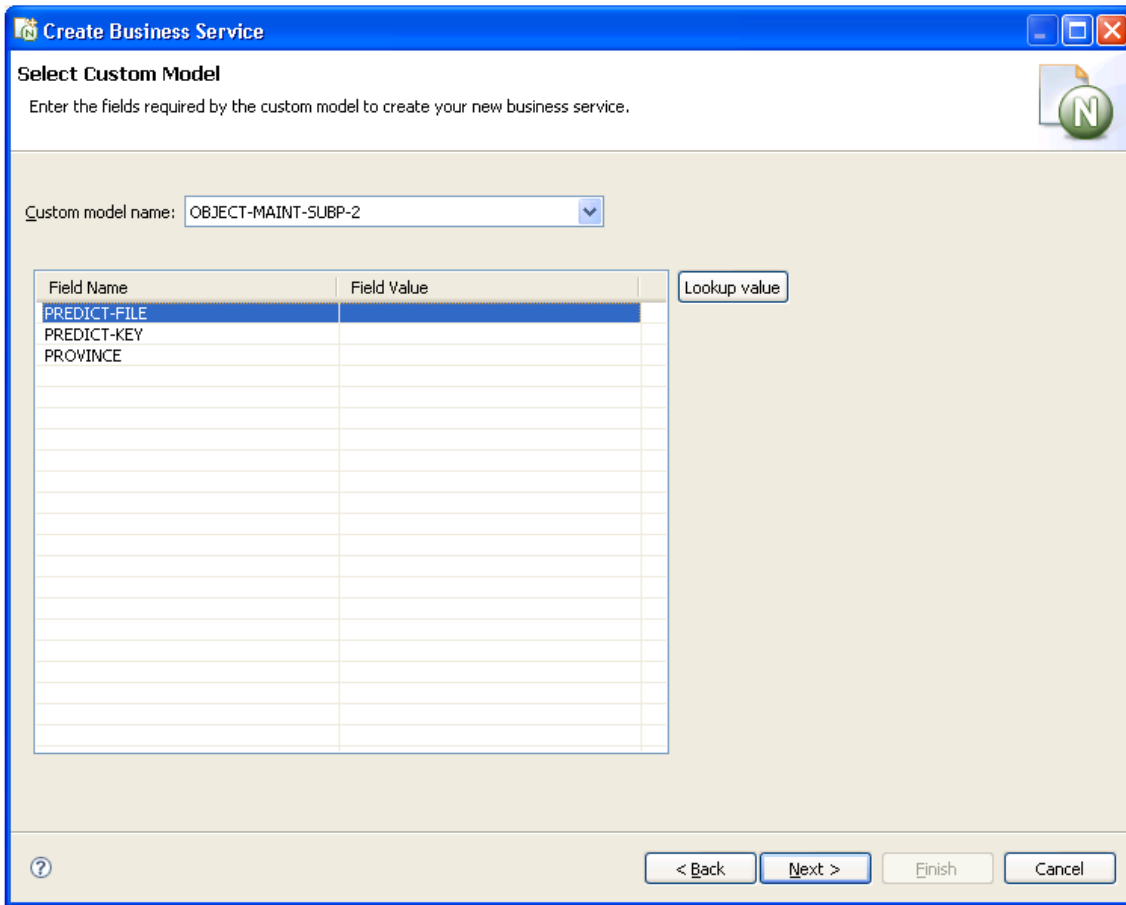 Create Business Service
Select Custom Model
Enter the fields required by the custom model to create your new business service.
N
Custom model name: OBJECT-MAINT-SUBP-2
Field Name Field Value Lookup value
PREDICT-FILE
PREDICT-KEY
PROVINCE
? < Back Next > Finish Cancel